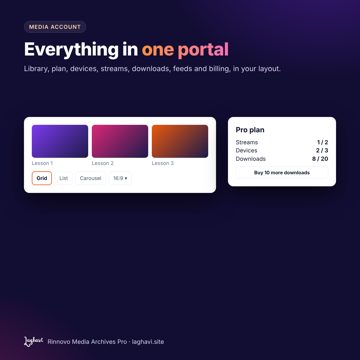 MEDIA ACCOUNT
Everything in one portal
Library, plan, devices, streams, downloads, feeds and billing, in your layout.
Lesson 1
Lesson 2
Lesson 3
Grid
List
Carousel
16:9 ▾
Pro plan
Streams 1 / 2
Devices 2 / 3
Downloads 8 / 20
Buy 10 more downloads
laghavi
Rinnovo Media Archives Pro · laghavi.site